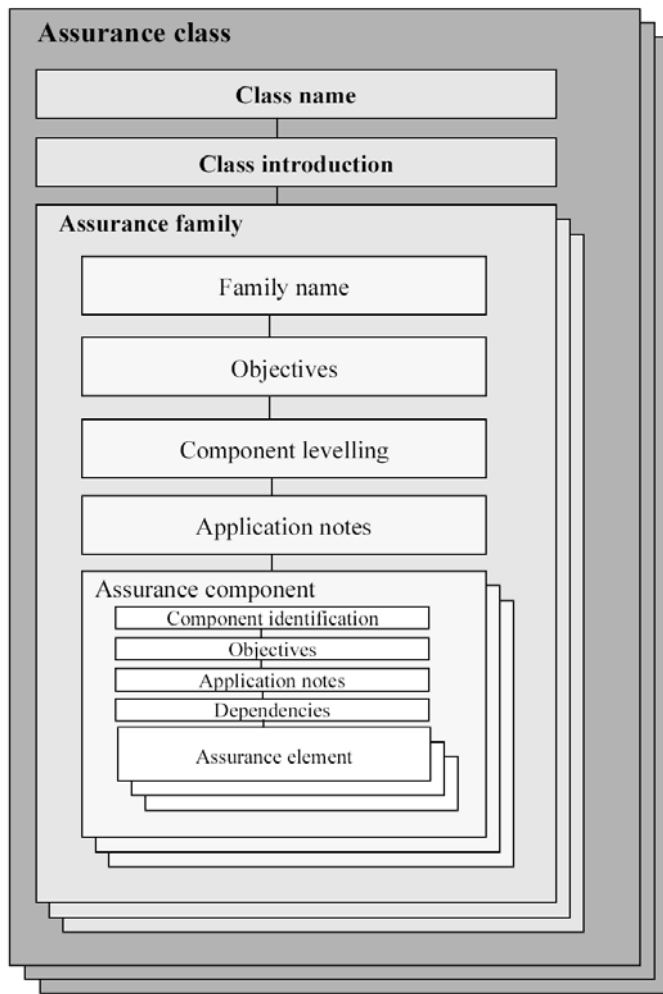 Assurance class
Class name
Class introduction
Assurance family
Family name
Objectives
Component levelling
Application notes
Assurance component
Component identification
Objectives
Application notes
Dependencies
Assurance element